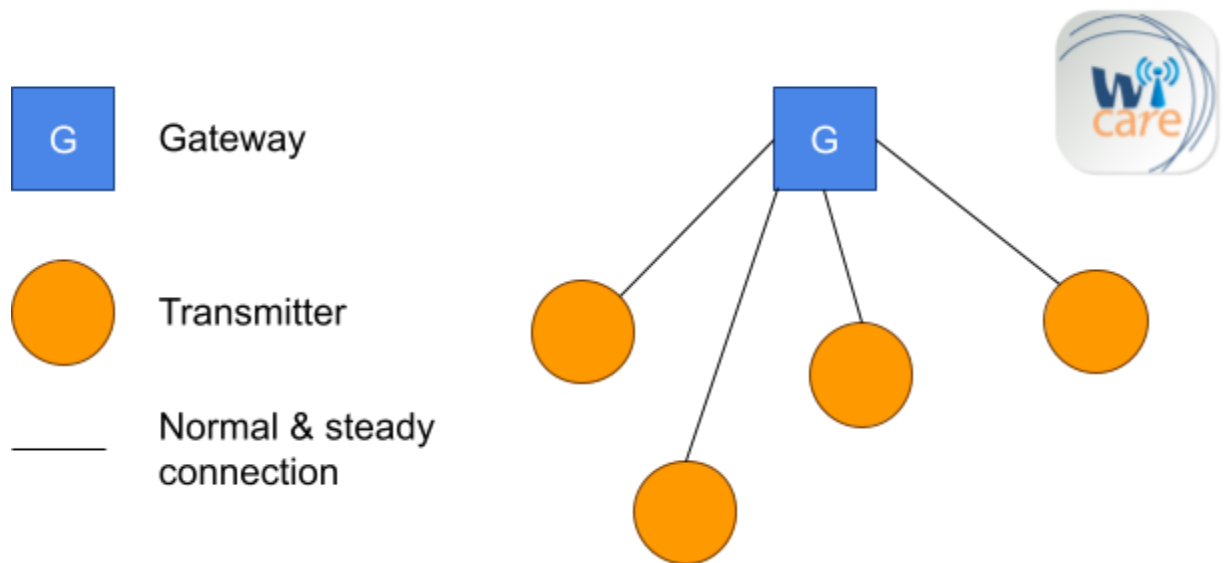 G
Gateway
G
wi
care
Transmitter
Normal & steady
connection